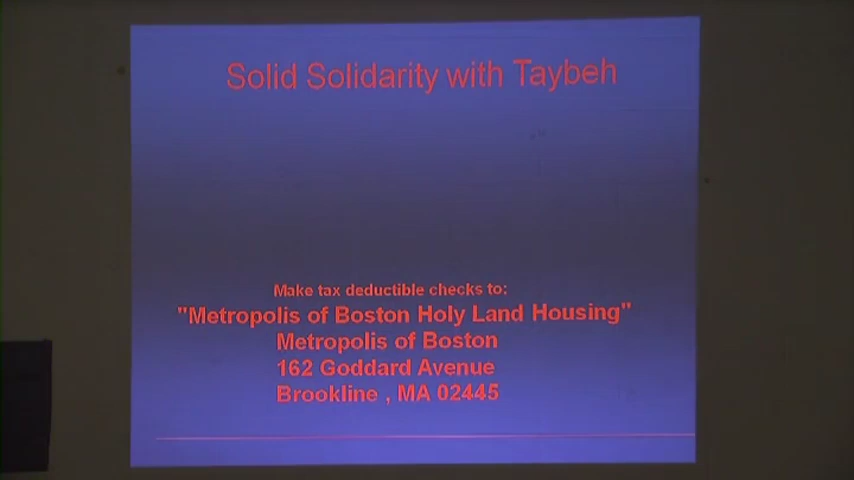 Solid Solidarity with Taybeh
Make tax deductible checks to:
"Metropolis of Boston Holy Land Housing"
Metropolis of Boston
162 Goddard Avenue
Brookline , MA 02445